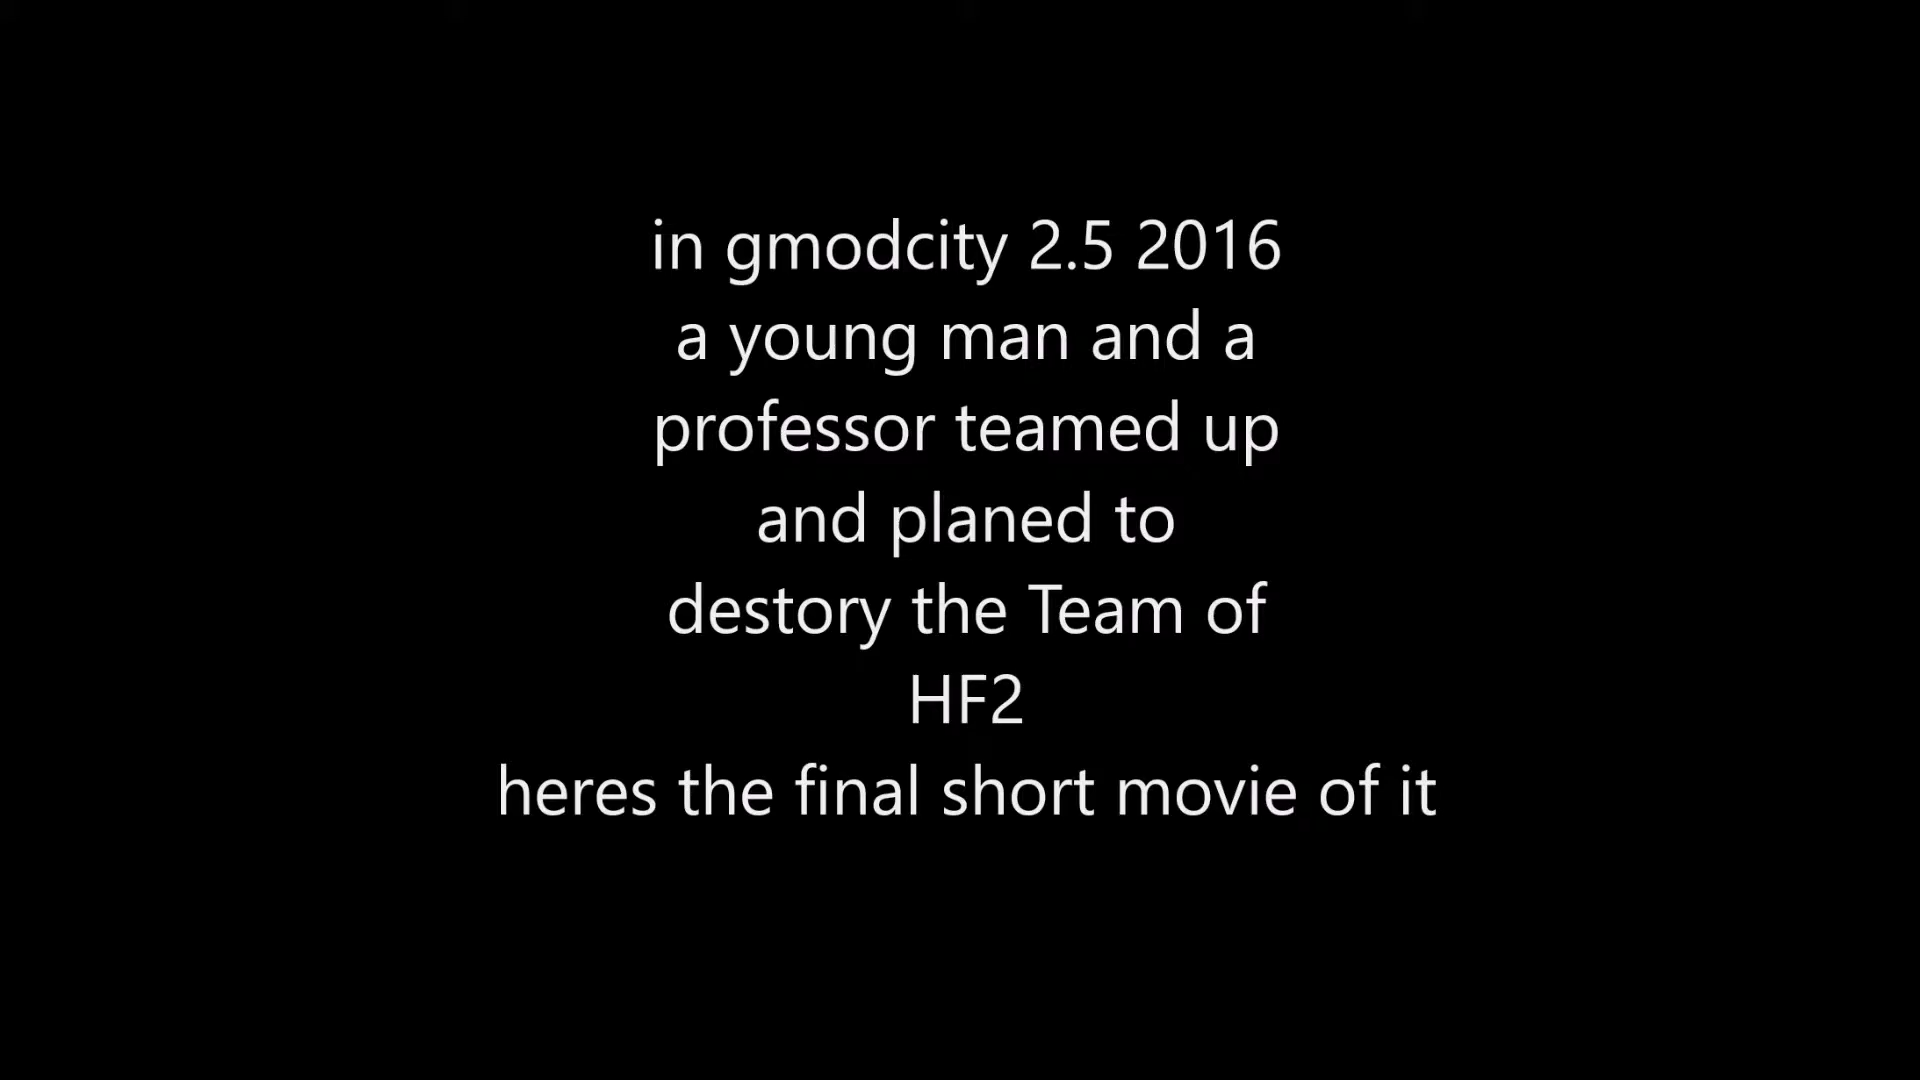 in gmodcity 2.5 2016
a young man and a
professor teamed up
and planed to
destory the Team of
HF2
heres the final short movie of it